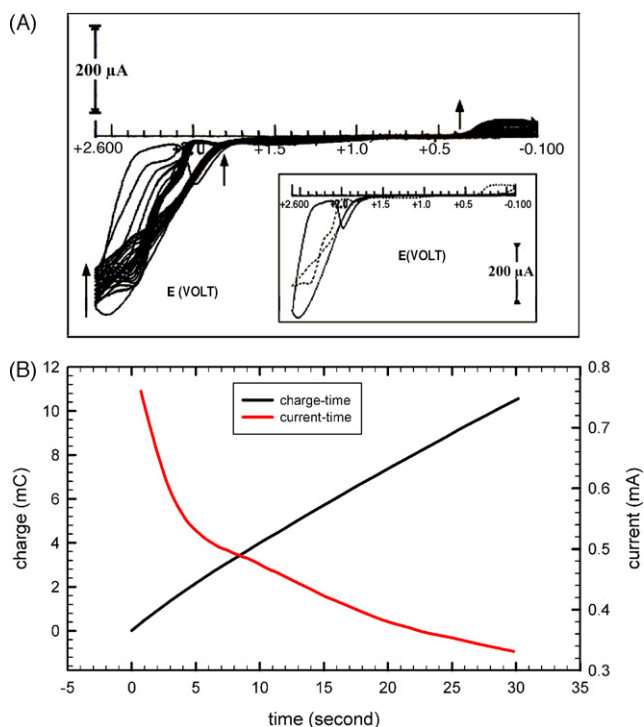 (A)
200 µA
+2.600 +2.0 +1.5 +1.0 +0.5 -0.100
E (VOLT)
+2.600 +2.0 +1.5 +1.0 +0.5 -0.100
E(VOLT)
200 µA
(B)
12 0.8
charge-time
current-time
10
0.7
8
6 0.6
4 0.5
2
0.4
0
0.3
charge (mC)
current (mA)
-5 0 5 10 15 20 25 30 35
time (second)